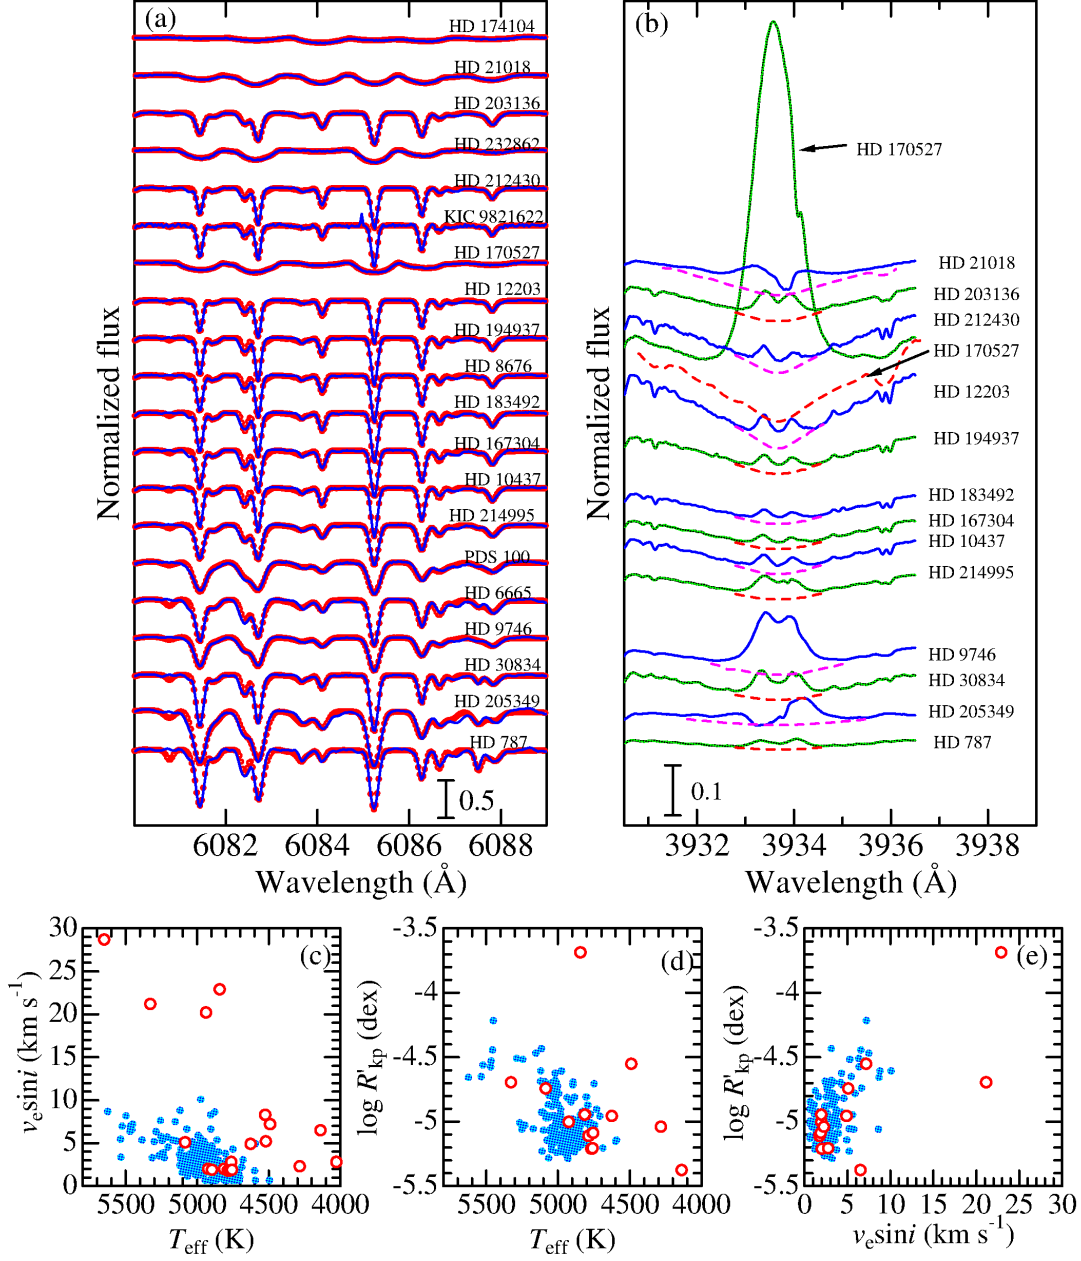 (a)
HD 174104
HD 21018
HD 203136
HD 232862
HD 212430
KIC 9821622
HD 170527
HD 12203
HD 194937
HD 8676
HD 183492
HD 167304
HD 10437
HD 214995
PDS 100
HD 6665
HD 9746
HD 30834
HD 205349
HD 787
0.5
Normalized flux
6082 6084 6086 6088
Wavelength (Å)
(b)
HD 170527
HD 21018
HD 203136
HD 212430
HD 170527
HD 12203
HD 194937
HD 183492
HD 167304
HD 10437
HD 214995
HD 9746
HD 30834
HD 205349
HD 787
0.1
Normalized flux
3932 3934 3936 3938
Wavelength (Å)
(c)
30
25
20
15
10
5
0
vesini (km s-1)
5500 5000 4500 4000
Teff (K)
(d)
-3.5
-4
-4.5
-5
-5.5
log R'kp (dex)
5500 5000 4500 4000
Teff (K)
(e)
-3.5
-4
-4.5
-5
-5.5
log R'kp (dex)
0 5 10 15 20 25 30
vesini (km s-1)